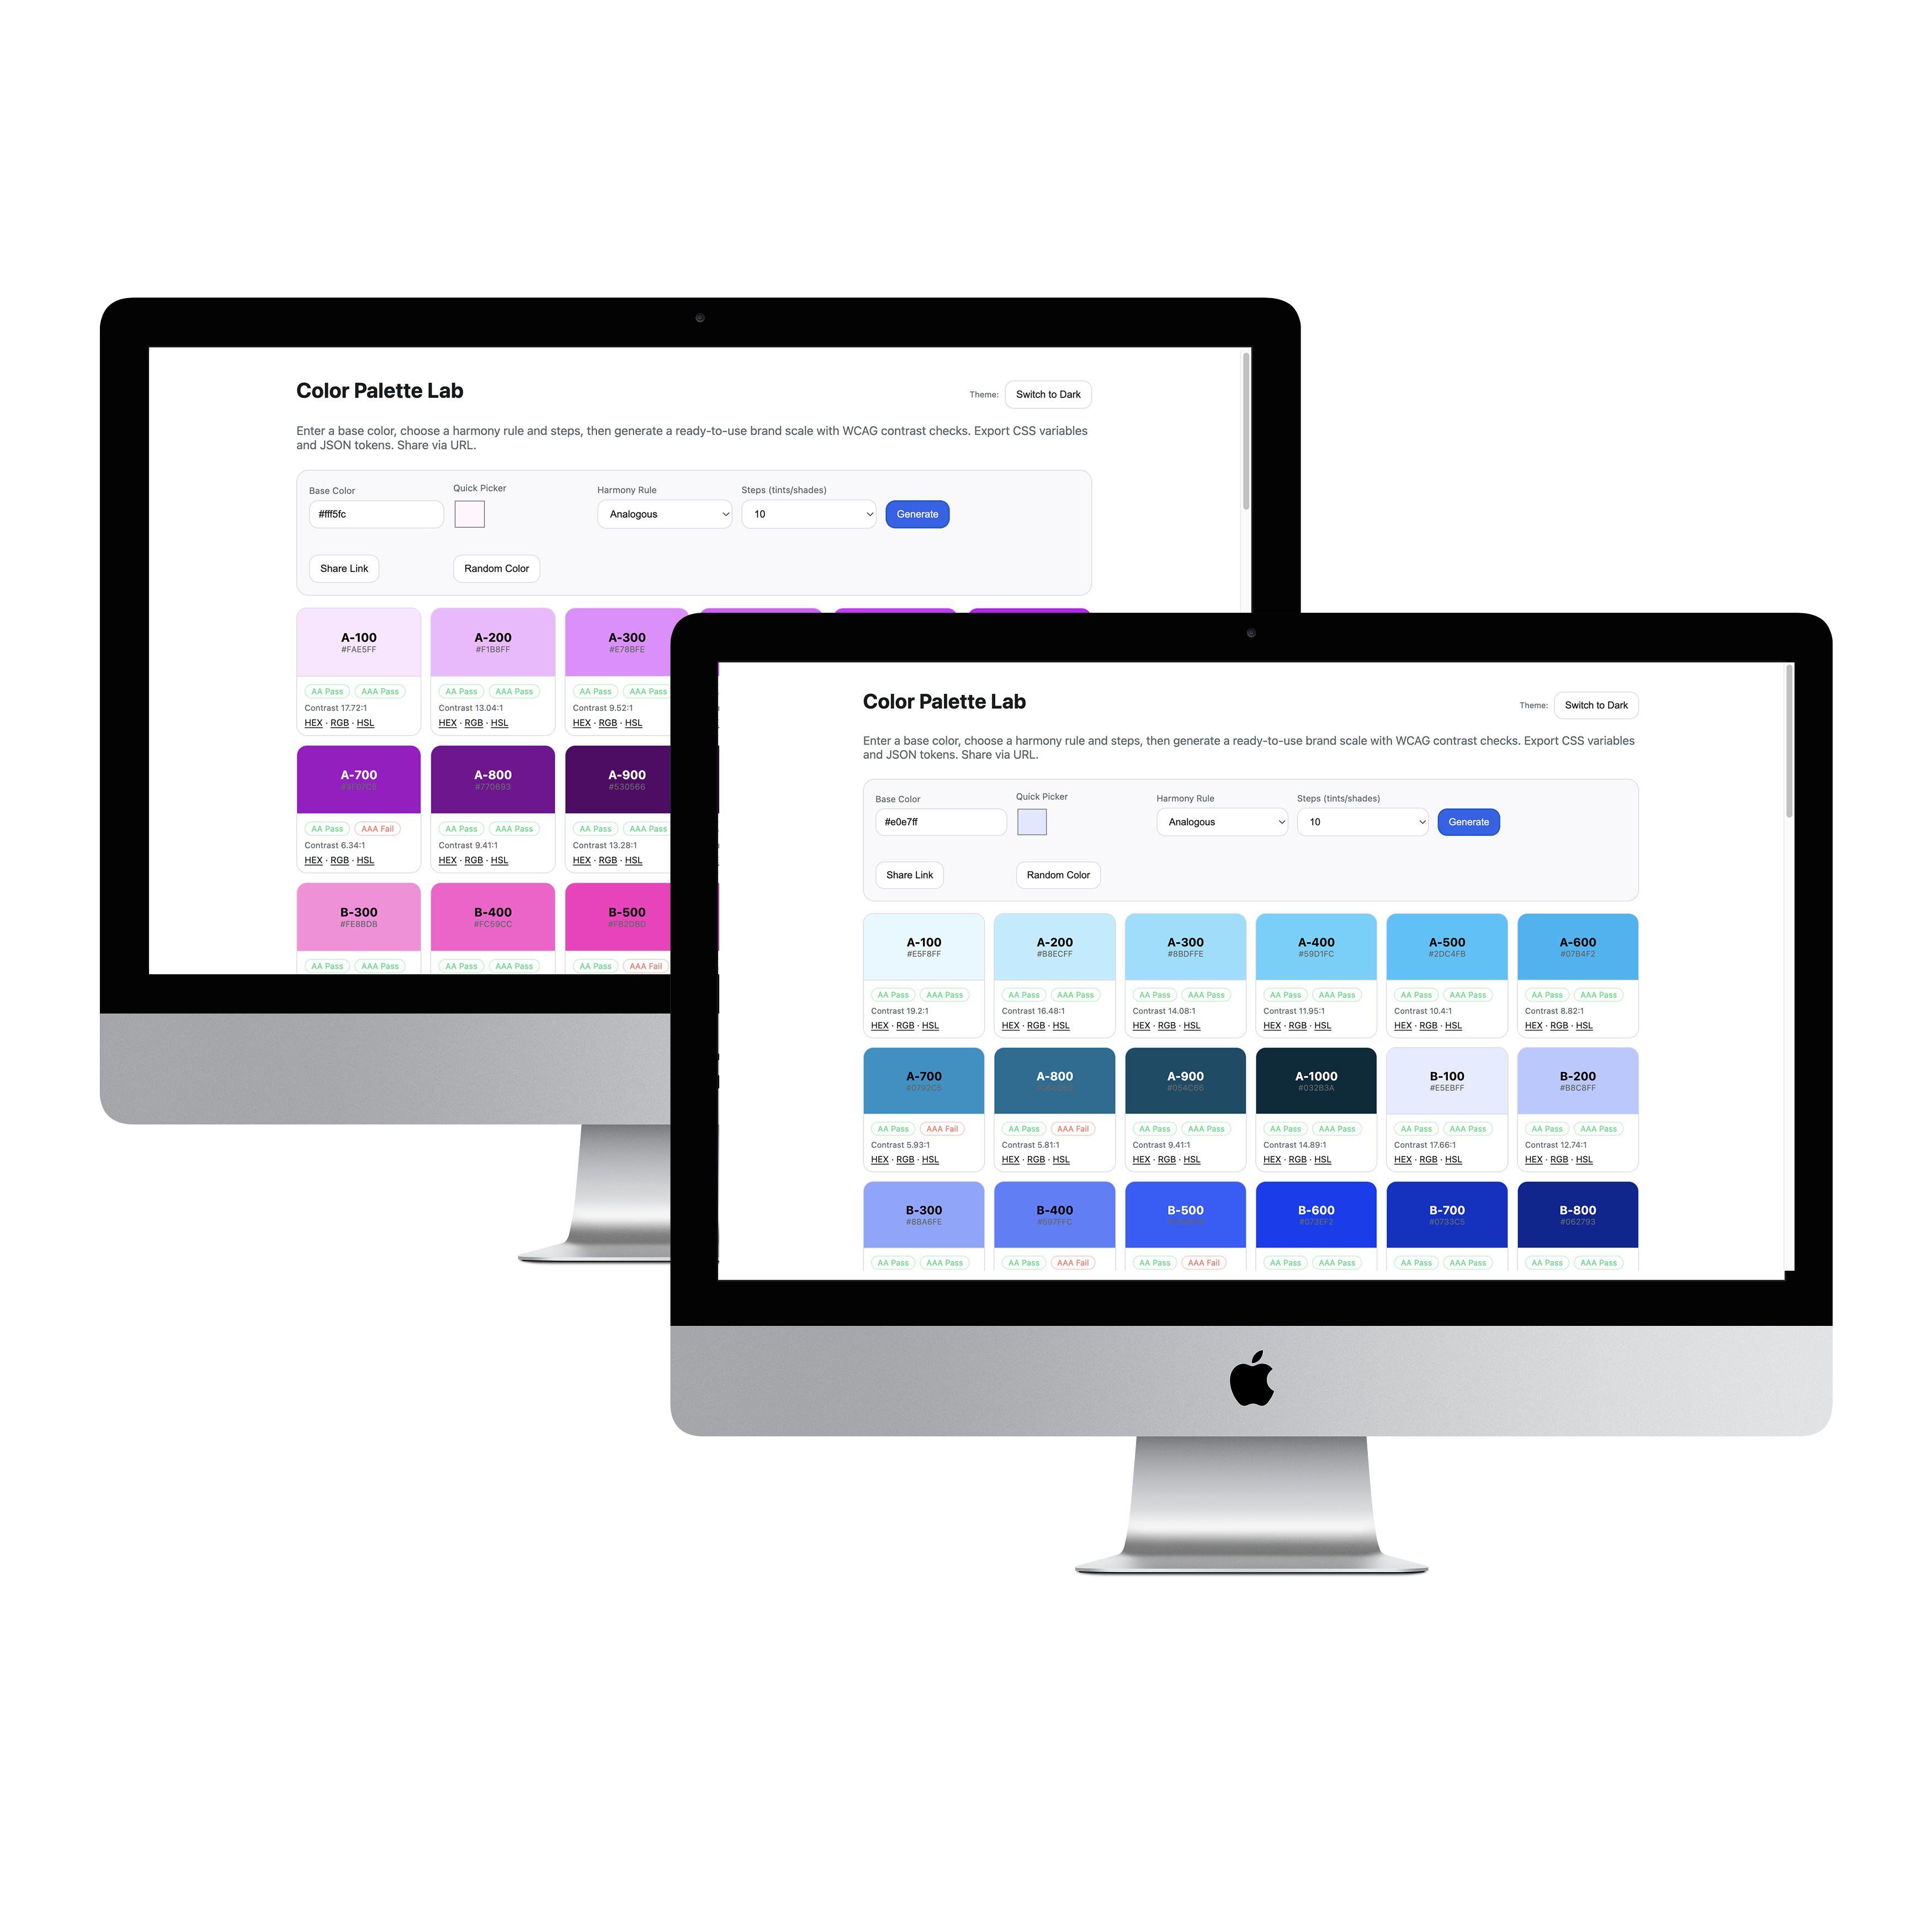 Color Palette Lab
Theme: Switch to Dark
Enter a base color, choose a harmony rule and steps, then generate a ready-to-use brand scale with WCAG contrast checks. Export CSS variables
and JSON tokens. Share via URL.
Base Color Quick Picker Harmony Rule Steps (tints/shades)
#fff5fc Analogous 10 Generate
Share Link Random Color
A-100 A-200 A-300
#FAE5FF #F1B8FF #E78BFE
AA Pass AAA Pass AA Pass AAA Pass AA Pass AAA Pass
Contrast 17.72:1 Contrast 13.04:1 Contrast 9.52:1
HEX · RGB · HSL HEX · RGB · HSL HEX · RGB · HSL
A-700 A-800 A-900
#770693 #530566
AA Pass AAA Fail AA Pass AAA Pass AA Pass AAA Pass
Contrast 6.34:1 Contrast 9.41:1 Contrast 13.28:1
HEX · RGB · HSL HEX · RGB · HSL HEX · RGB · HSL
B-300 B-400 B-500
#FE8BDB #FC59CC #FB2DBD
AA Pass AAA Pass AA Pass AAA Pass AA Pass AAA Fail
Color Palette Lab
Theme: Switch to Dark
Enter a base color, choose a harmony rule and steps, then generate a ready-to-use brand scale with WCAG contrast checks. Export CSS variables
and JSON tokens. Share via URL.
Base Color Quick Picker Harmony Rule Steps (tints/shades)
#e0e7ff Analogous 10 Generate
Share Link Random Color
A-100 A-200 A-300 A-400 A-500 A-600
#E5F8FF #B8ECFF #8BDFFE #59D1FC #2DC4FB #07B4F2
AA Pass AAA Pass AA Pass AAA Pass AA Pass AAA Pass AA Pass AAA Pass AA Pass AAA Pass AA Pass AAA Pass
Contrast 19.2:1 Contrast 16.48:1 Contrast 14.08:1 Contrast 11.95:1 Contrast 10.4:1 Contrast 8.82:1
HEX · RGB · HSL HEX · RGB · HSL HEX · RGB · HSL HEX · RGB · HSL HEX · RGB · HSL HEX · RGB · HSL
A-700 A-800 A-900 A-1000 B-100 B-200
#0792C5 #054C66 #032B3A #E5EBFF #B8C8FF
AA Pass AAA Fail AA Pass AAA Fail AA Pass AAA Pass AA Pass AAA Pass AA Pass AAA Pass AA Pass AAA Pass
Contrast 5.93:1 Contrast 5.81:1 Contrast 9.41:1 Contrast 14.89:1 Contrast 17.66:1 Contrast 12.74:1
HEX · RGB · HSL HEX · RGB · HSL HEX · RGB · HSL HEX · RGB · HSL HEX · RGB · HSL HEX · RGB · HSL
B-300 B-400 B-500 B-600 B-700 B-800
#8BA6FE #597FFC #073EF2 #0733C5 #062793
AA Pass AAA Pass AA Pass AAA Fail AA Pass AAA Fail AA Pass AAA Pass AA Pass AAA Pass AA Pass AAA Pass